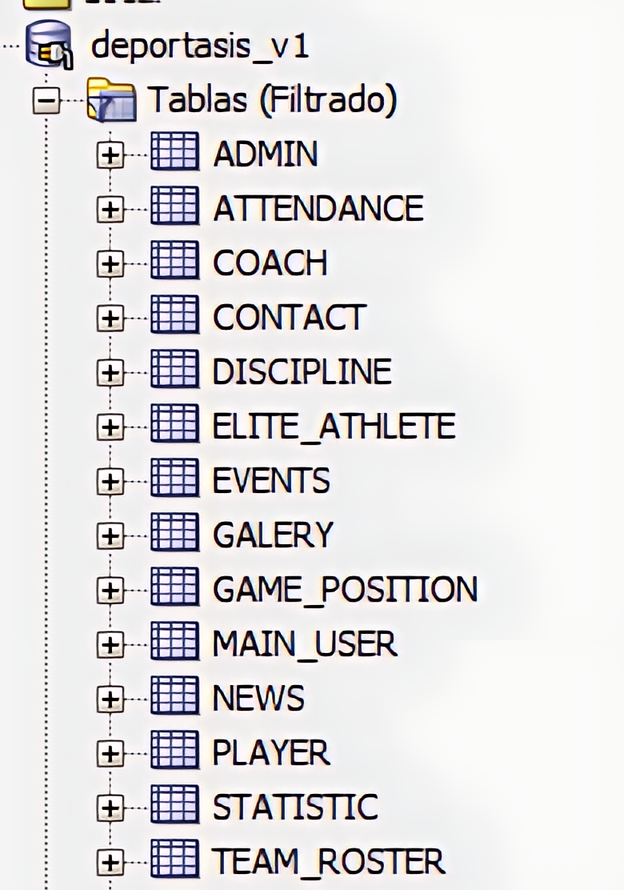 deportasis_v1
Tablas (Filtrado)
ADMIN
ATTENDANCE
COACH
CONTACT
DISCIPLINE
ELITE_ATHLETE
EVENTS
GALERY
GAME_POSITION
MAIN_USER
NEWS
PLAYER
STATISTIC
TEAM_ROSTER